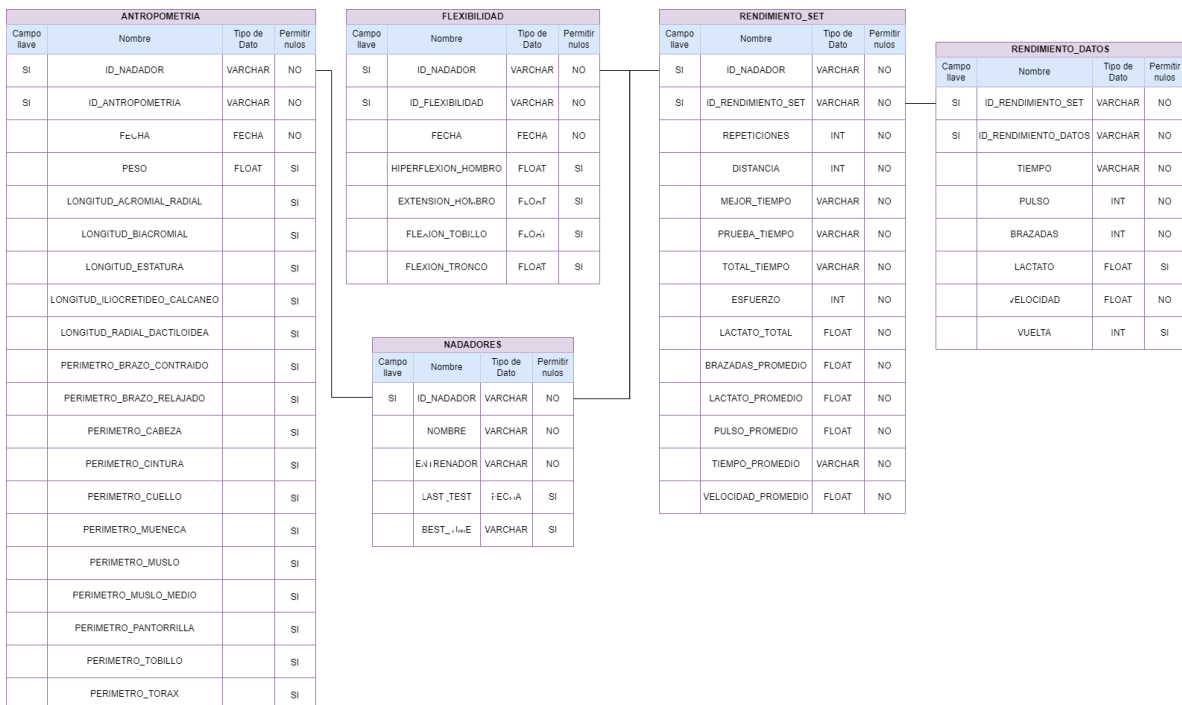 ANTROPOMETRIA
Campo llave Nombre Tipo de Dato Permitir nulos
SI ID_NADADOR VARCHAR NO
SI ID_ANTROPOMETRIA VARCHAR NO
FECHA FECHA NO
PESO FLOAT SI
LONGITUD_ACROMIAL_RADIAL SI
LONGITUD_BIACROMIAL SI
LONGITUD_ESTATURA SI
LONGITUD_ILIOCRETIDEO_CALCANEO SI
LONGITUD_RADIAL_DACTILOIDEA SI
PERIMETRO_BRAZO_CONTRAIDO SI
PERIMETRO_BRAZO_RELAJADO SI
PERIMETRO_CABEZA SI
PERIMETRO_CINTURA SI
PERIMETRO_CUELLO SI
PERIMETRO_MUENECA SI
PERIMETRO_MUSLO SI
PERIMETRO_MUSLO_MEDIO SI
PERIMETRO_PANTORRILLA SI
PERIMETRO_TOBILLO SI
PERIMETRO_TORAX SI
FLEXIBILIDAD
Campo llave Nombre Tipo de Dato Permitir nulos
SI ID_NADADOR VARCHAR NO
SI ID_FLEXIBILIDAD VARCHAR NO
FECHA FECHA NO
HIPERFLEXION_HOMBRO FLOAT SI
EXTENSION_HOMBRO FLOAT SI
FLEXION_TOBILLO FLOAT SI
FLEXION_TRONCO FLOAT SI
NADADORES
Campo llave Nombre Tipo de Dato Permitir nulos
SI ID_NADADOR VARCHAR NO
NOMBRE VARCHAR NO
ENTRENADOR VARCHAR NO
LAST_TEST FECHA SI
BEST_TIME VARCHAR SI
RENDIMIENTO_SET
Campo llave Nombre Tipo de Dato Permitir nulos
SI ID_NADADOR VARCHAR NO
SI ID_RENDIMIENTO_SET VARCHAR NO
REPETICIONES INT NO
DISTANCIA INT NO
MEJOR_TIEMPO VARCHAR NO
PRUEBA_TIEMPO VARCHAR NO
TOTAL_TIEMPO VARCHAR NO
ESFUERZO INT NO
LACTATO_TOTAL FLOAT NO
BRAZADAS_PROMEDIO FLOAT NO
LACTATO_PROMEDIO FLOAT NO
PULSO_PROMEDIO FLOAT NO
TIEMPO_PROMEDIO VARCHAR NO
VELOCIDAD_PROMEDIO FLOAT NO
RENDIMIENTO_DATOS
Campo llave Nombre Tipo de Dato Permitir nulos
SI ID_RENDIMIENTO_SET VARCHAR NO
SI ID_RENDIMIENTO_DATOS VARCHAR NO
TIEMPO VARCHAR NO
PULSO INT NO
BRAZADAS INT NO
LACTATO FLOAT SI
VELOCIDAD FLOAT NO
VUELTA INT SI